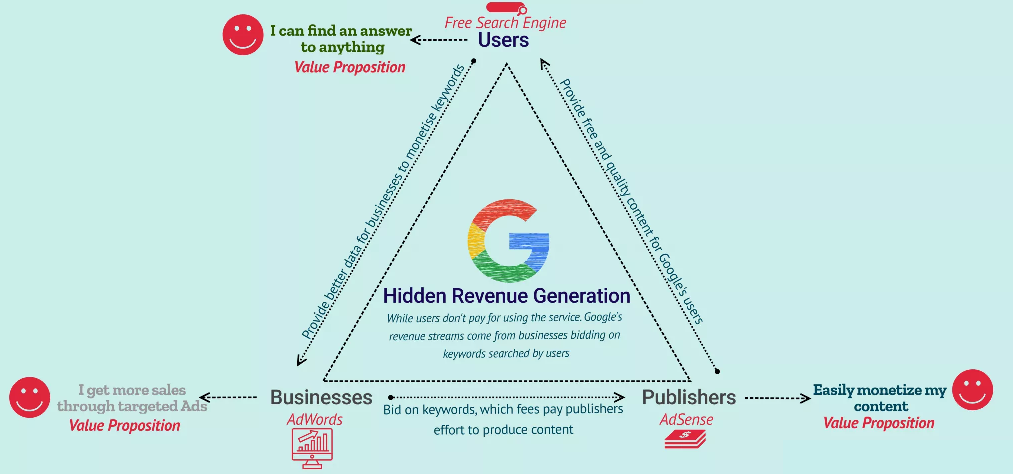 Free Search Engine
Users
I can find an answer
to anything
Value Proposition
Provide better data for businesses to monetise keywords
Provide free and quality content for Google's users
Hidden Revenue Generation
While users don't pay for using the service. Google's
revenue streams come from businesses bidding on
keywords searched by users
I get more sales
through targeted Ads
Value Proposition
Businesses
AdWords
Bid on keywords, which fees pay publishers
effort to produce content
Publishers
AdSense
$
Easily monetize my
content
Value Proposition